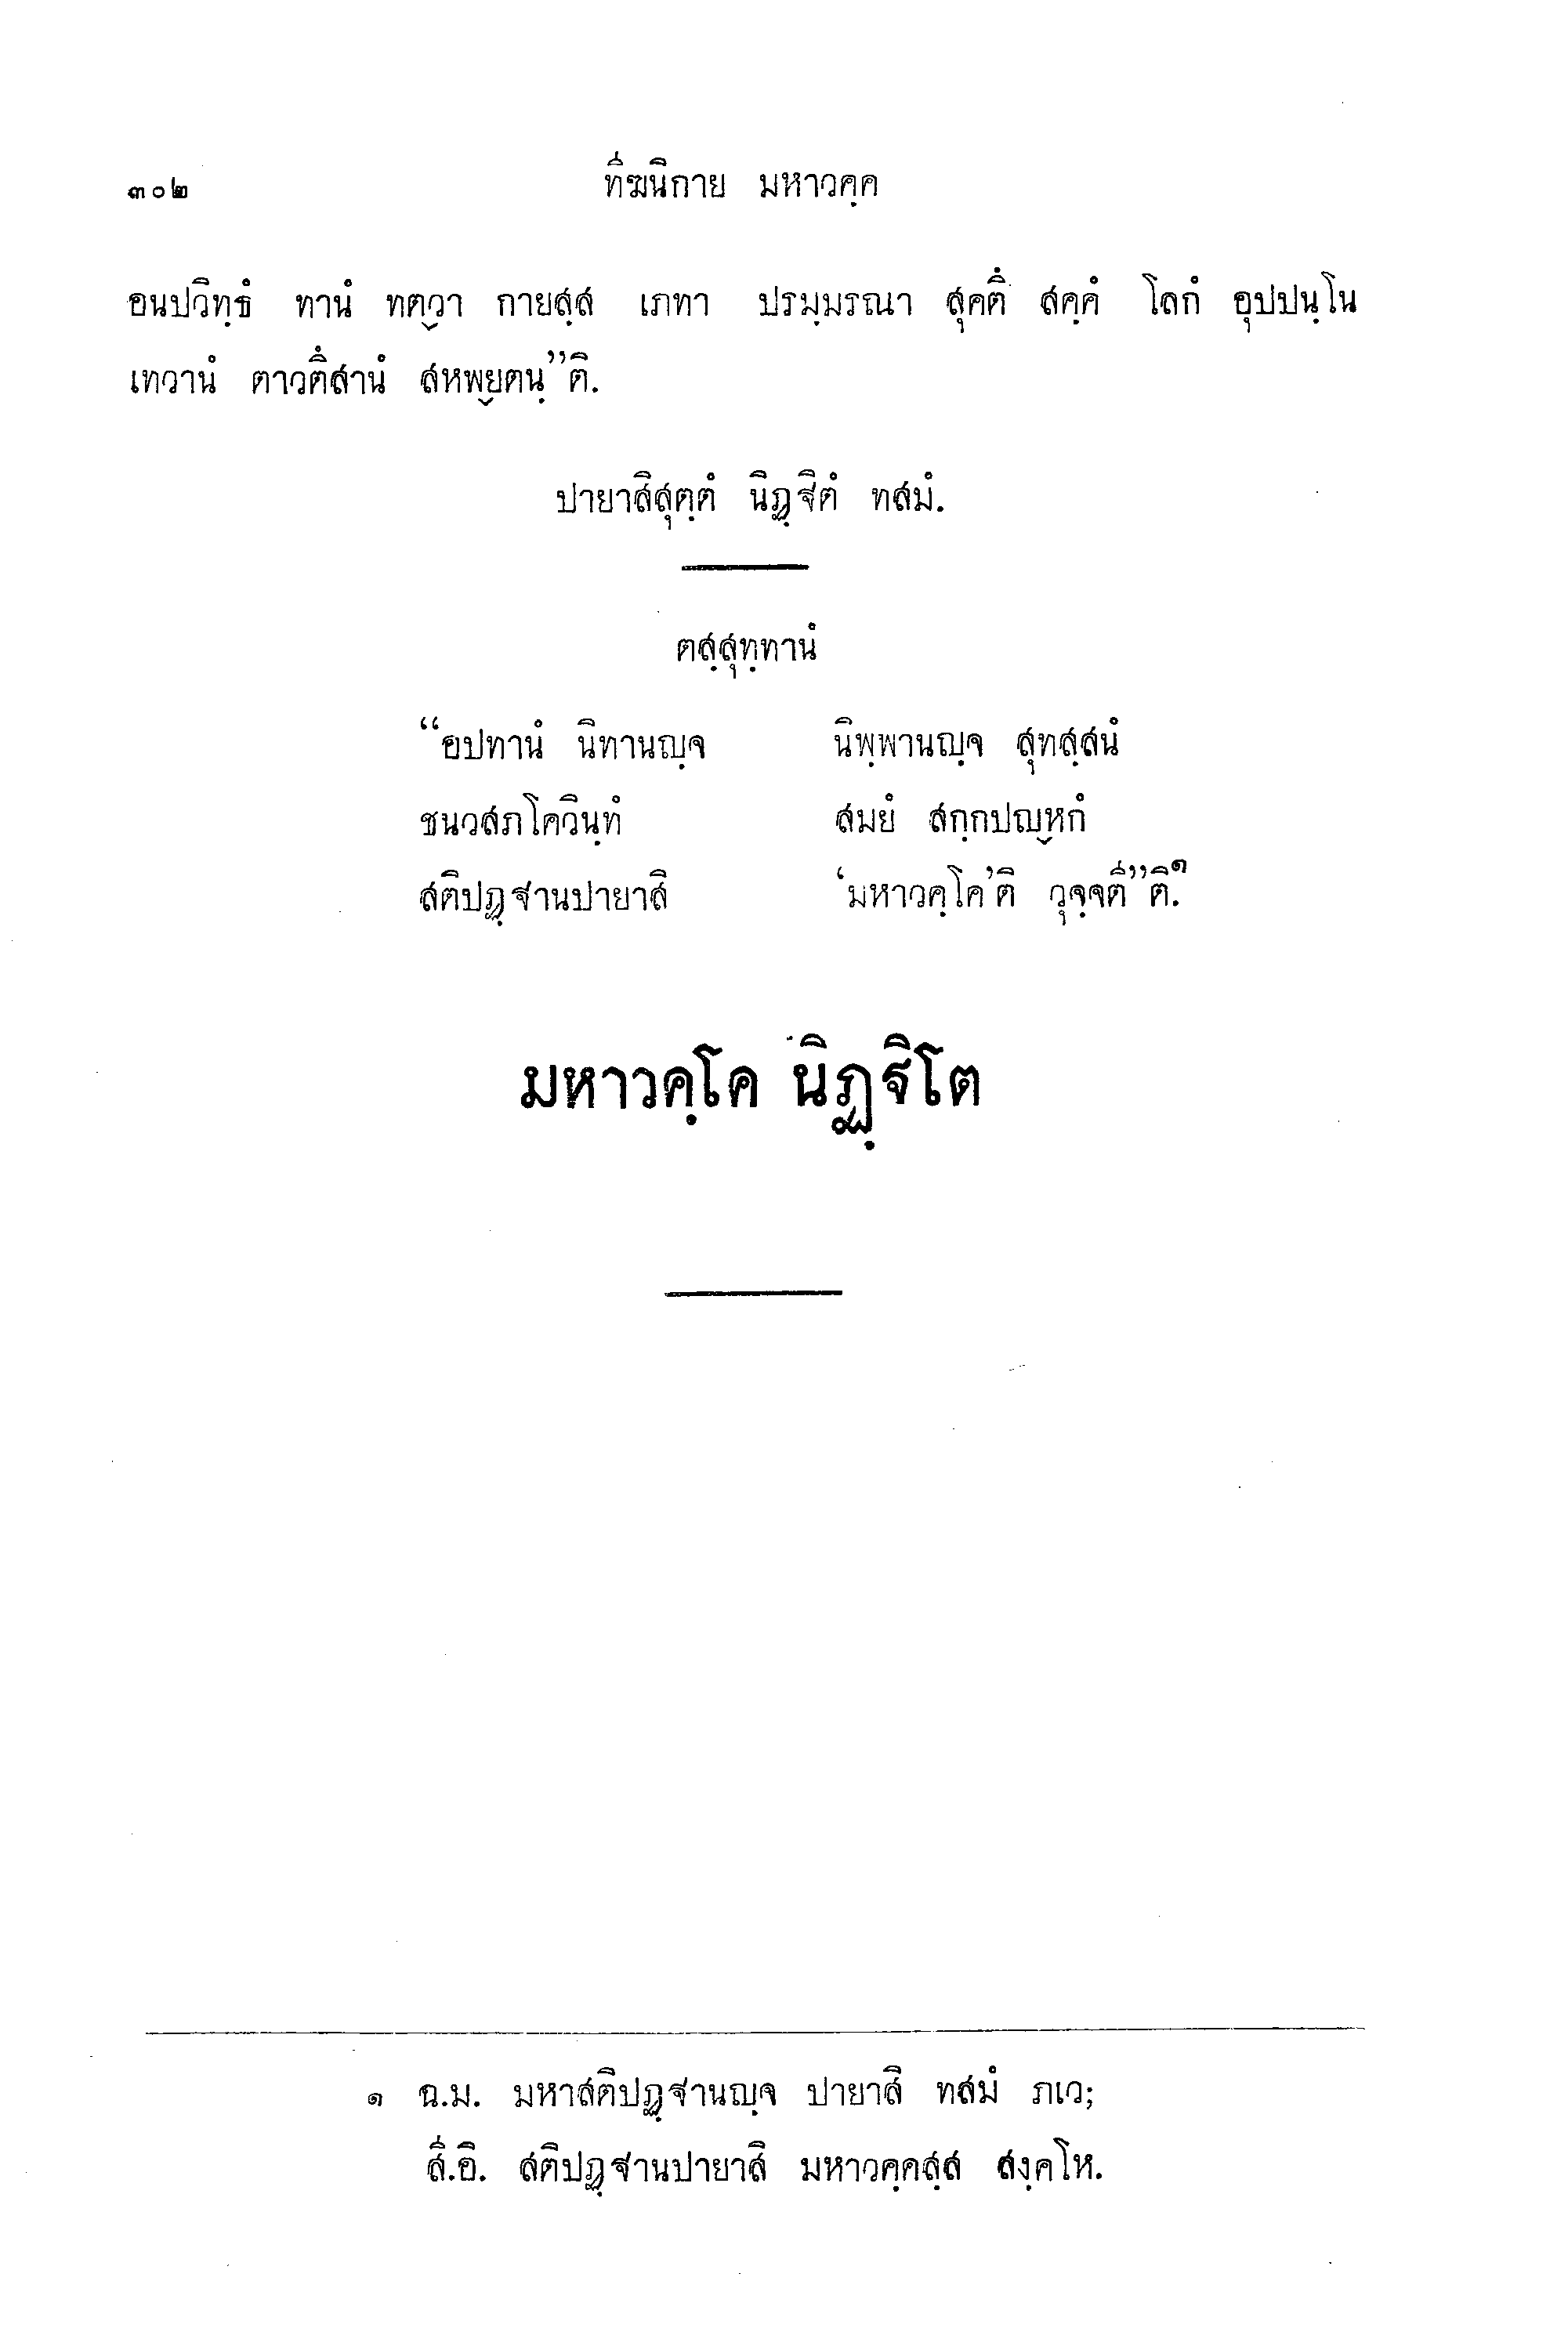 ๓๐๒ ทีฆนิกาย มหาวคฺค
อนปวิทฺธํ ทานํ ทตฺวา กายสฺส เภทา ปรมฺมรณา สุคตึ สคฺคํ โลกํ อุปปนฺโน
เทวานํ ตาวตึสานํ สหพฺยตนฺ”ติ.
ปายาสิสุตฺตํ นิฏฺฐิตํ ทสมํ.
ตสฺสุทฺทานํ
“อปทานํ นิทานญฺจ นิพฺพานญฺจ สุทสฺสนํ
ชนวสภโควินฺทํ สมยํ สกฺกปญฺหกํ
สติปฏฺฐานปายาสิ ‘มหาวคฺโค’ติ วุจฺจตี”ติ.๑
มหาวคฺโค นิฏฺฐิโต
๑ ฉ.ม. มหาสติปฏฺฐานญฺจ ปายาสิ ทสมํ ภเว;
สี.อิ. สติปฏฺฐานปายาสิ มหาวคฺคสฺส สงฺคโห.